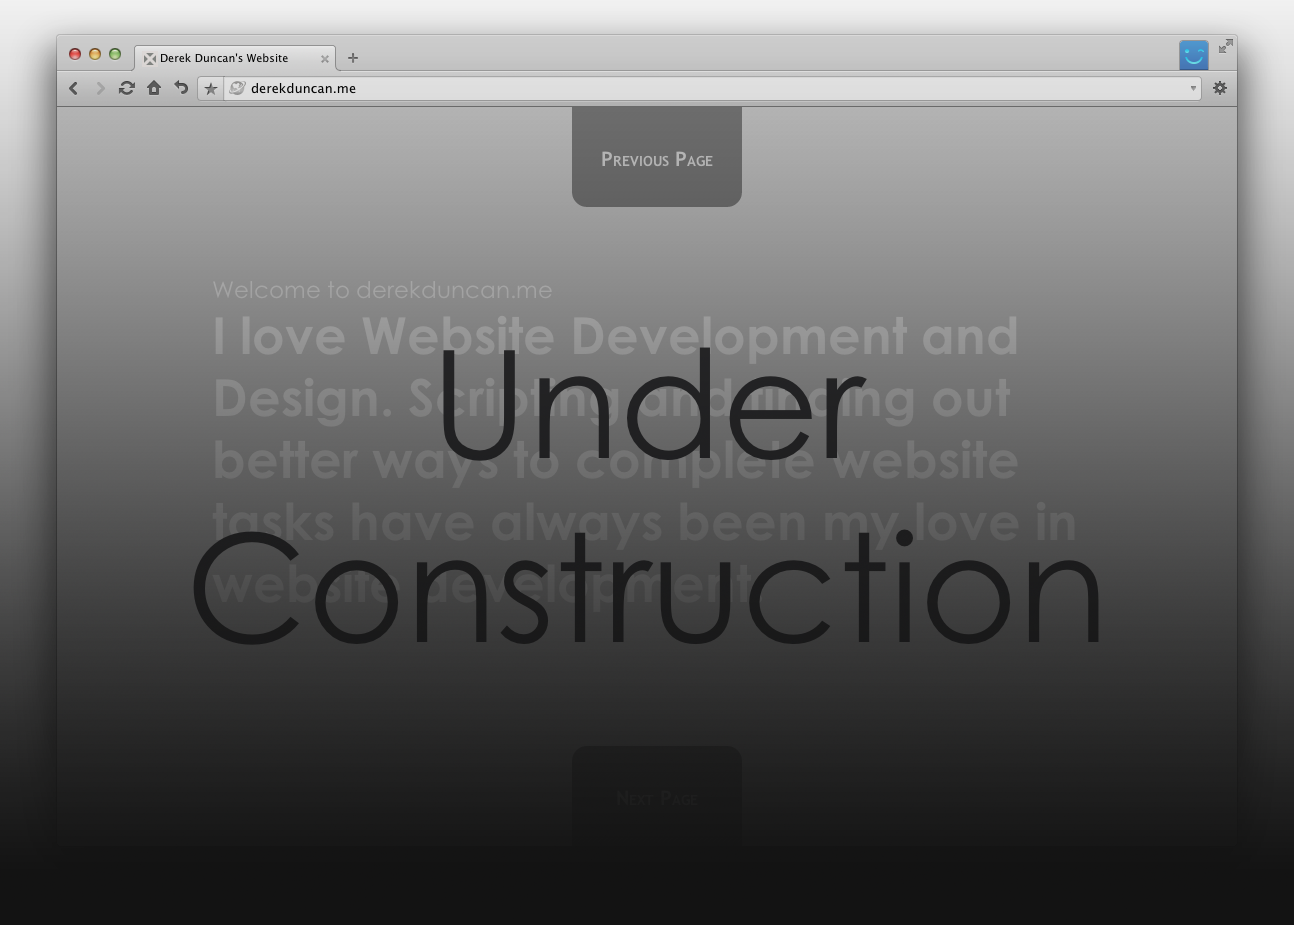 Derek Duncan's Website
derekduncan.me
Previous Page
Welcome to derekduncan.me
I love Website Development and
Design. Scripting and finding out
better ways to complete website
tasks have always been my love in
website development.
Under
Construction
Next Page